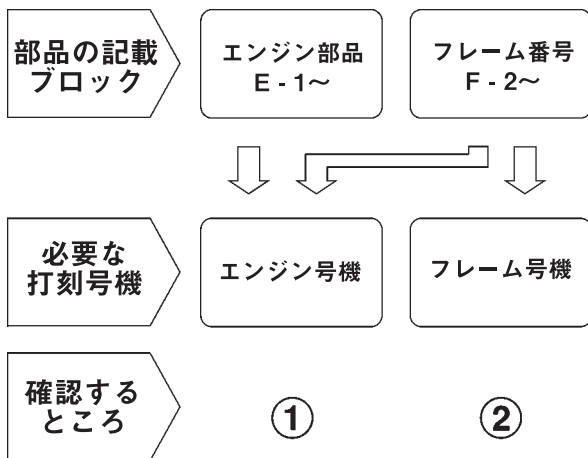 部品の記載
ブロック
エンジン部品
E - 1～
フレーム番号
F - 2～
必要な
打刻号機
エンジン号機
フレーム号機
確認する
ところ
①
②